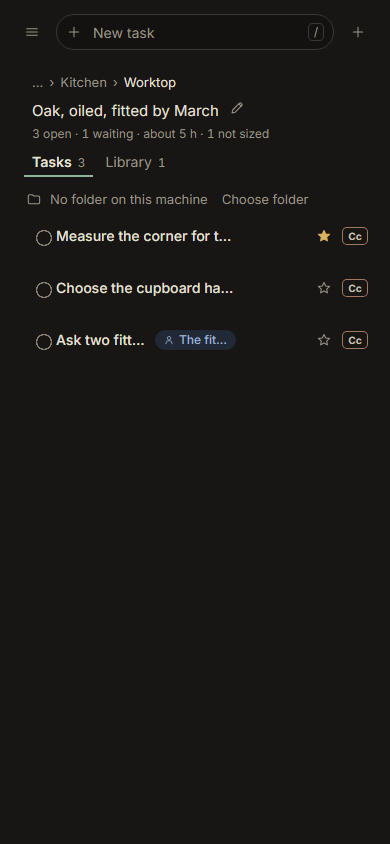 New task /
... › Kitchen › Worktop
Oak, oiled, fitted by March
3 open · 1 waiting · about 5 h · 1 not sized
Tasks 3 Library 1
No folder on this machine Choose folder
Measure the corner for t... Cc
Choose the cupboard ha... Cc
Ask two fitt... The fit... Cc